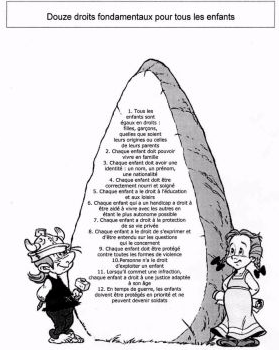 Douze droits fondamentaux pour tous les enfants
1. Tous les
enfants sont
égaux en droits :
filles, garçons,
quelles que soient
leurs origines ou celles
de leurs parents
2. Chaque enfant doit pouvoir
vivre en famille
3. Chaque enfant doit avoir une
identité : un nom, un prénom,
une nationalité
4. Chaque enfant doit être
correctement nourri et soigné
5. Chaque enfant a le droit à l'éducation
et aux loisirs
6. Chaque enfant qui a un handicap a droit à
être aidé à vivre avec les autres en
étant le plus autonome possible
7. Chaque enfant a droit à la protection
de sa vie privée
8. Chaque enfant a le droit de s'exprimer et
d'être entendu sur les questions
qui le concernent
9. Chaque enfant doit être protégé
contre toutes les formes de violence
10.Personne n'a le droit
d'exploiter un enfant
11. Lorsqu'il commet une infraction,
chaque enfant a droit à une justice adaptée
à son âge
12. En temps de guerre, les enfants
doivent être protégés en priorité et ne
peuvent devenir soldats